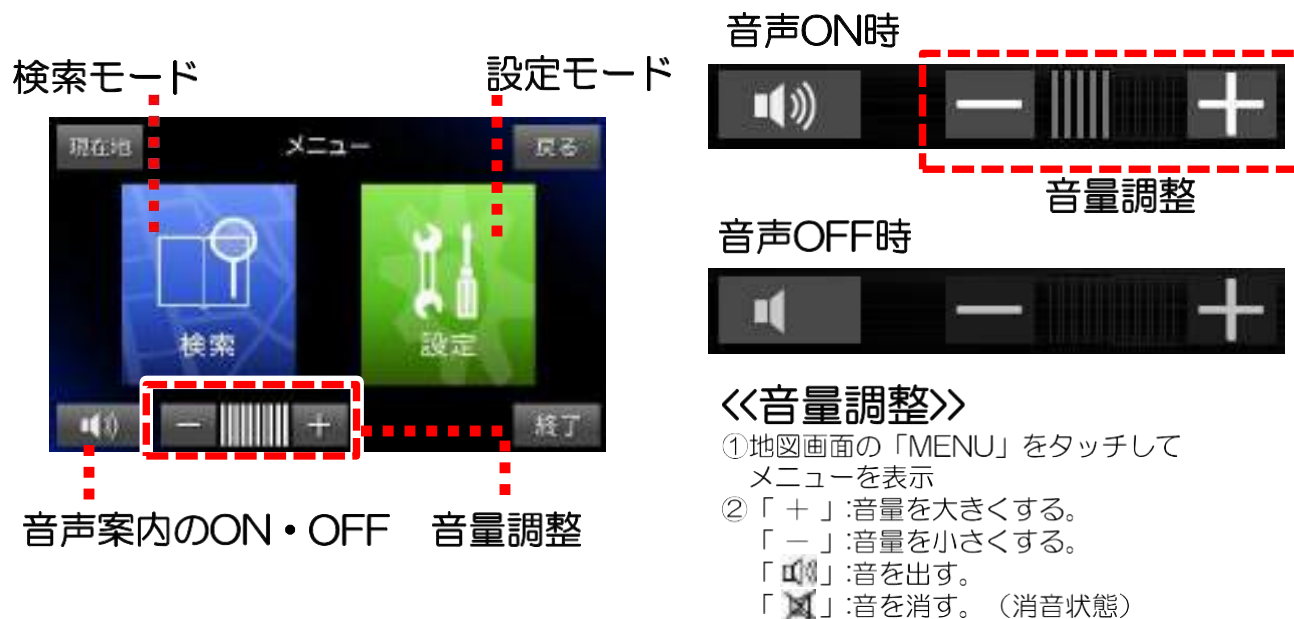 検索モード
設定モード
現在地
メニュー
戻る
検索
設定
終了
音声案内のON・OFF
音量調整
音声ON時
音量調整
音声OFF時
≪音量調整≫
①地図画面の「MENU」をタッチして
メニューを表示
②「 + 」:音量を大きくする。
「 − 」:音量を小さくする。
「 」:音を出す。
「 」:音を消す。（消音状態）